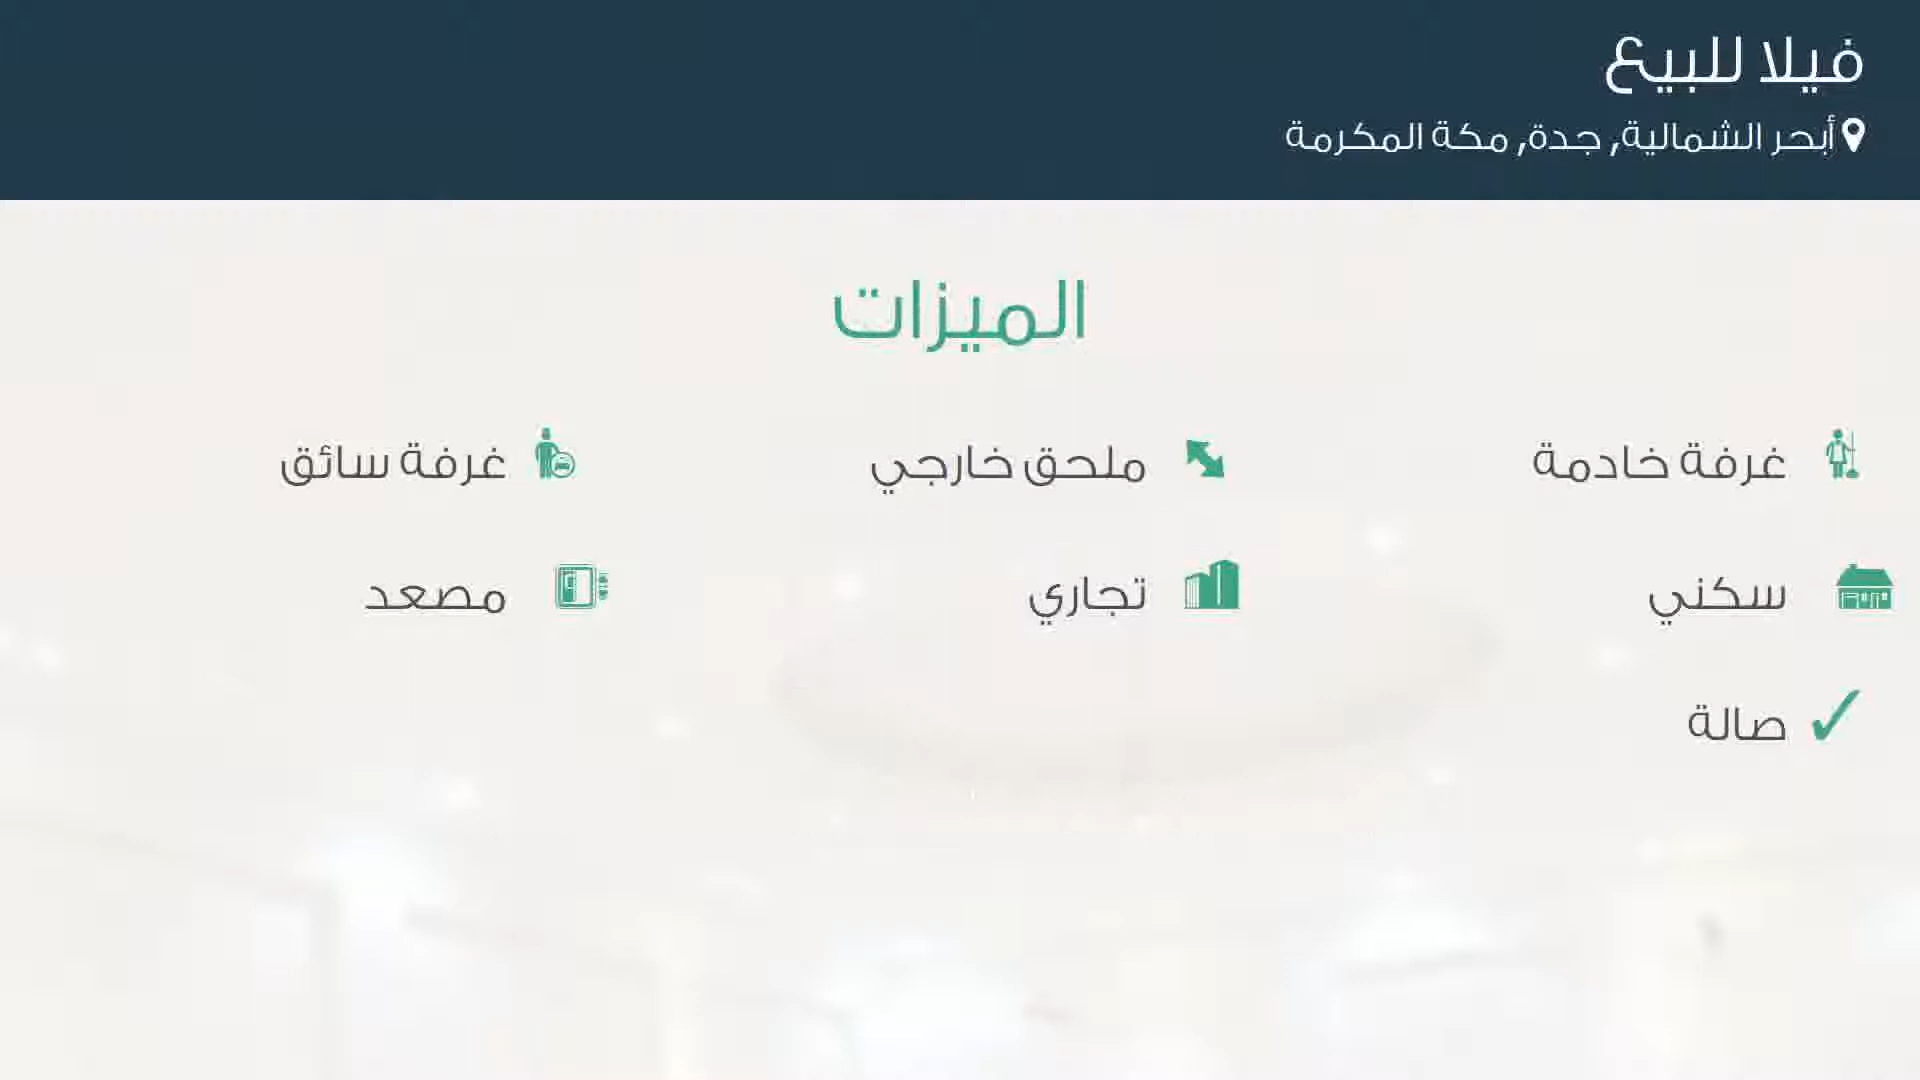 فيلا للبيع
أبحر الشمالية, جدة, مكة المكرمة
الميزات
غرفة خادمة
ملحق خارجي
غرفة سائق
سكني
تجاري
مصعد
صالة